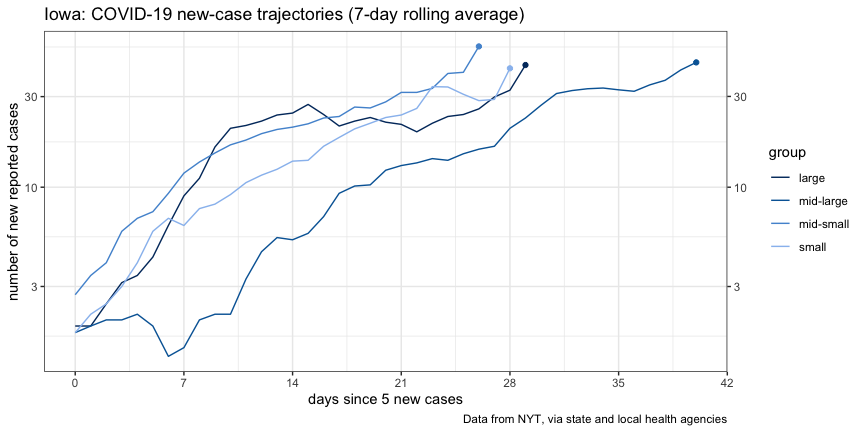 Iowa: COVID-19 new-case trajectories (7-day rolling average)
number of new reported cases
30
10
3
30
10
3
0 7 14 21 28 35 42
days since 5 new cases
group
large
mid-large
mid-small
small
Data from NYT, via state and local health agencies